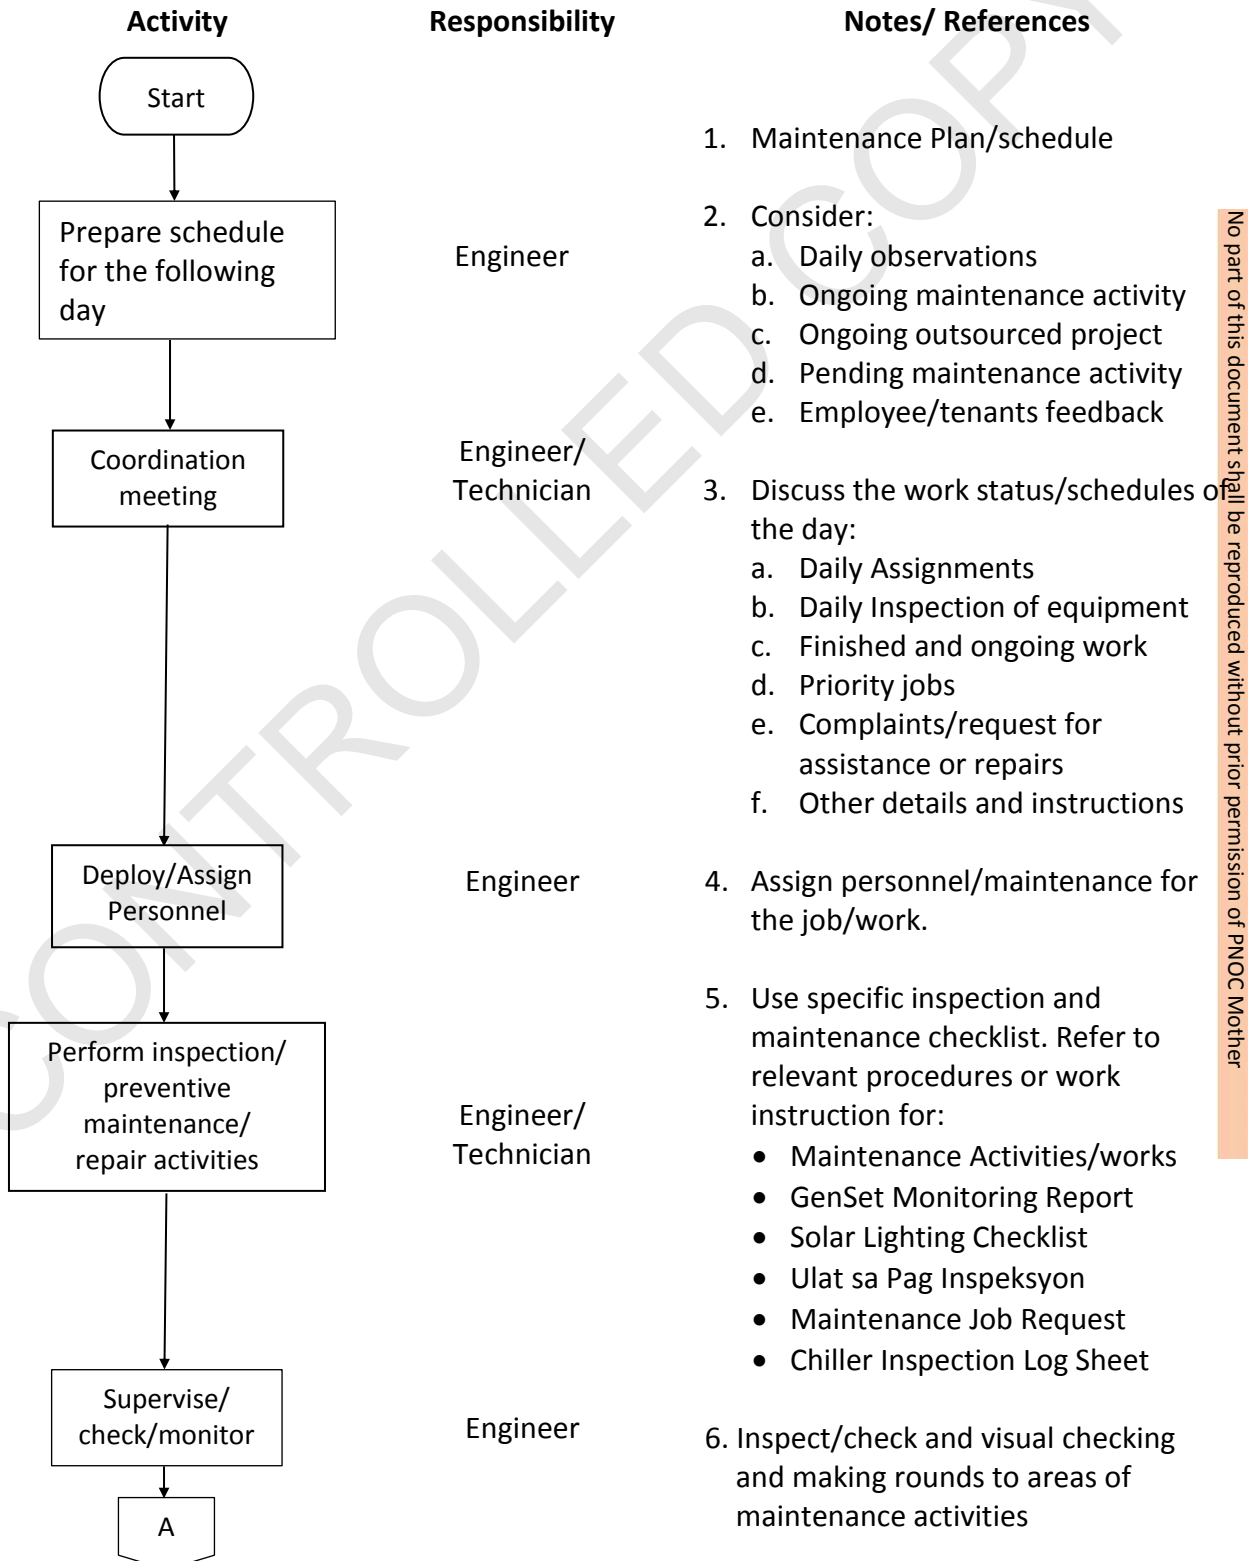 Activity Responsibility Notes/ References
Start
1. Maintenance Plan/schedule
Prepare schedule
for the following
day
Engineer
2. Consider:
a. Daily observations
b. Ongoing maintenance activity
c. Ongoing outsourced project
d. Pending maintenance activity
e. Employee/tenants feedback
Coordination
meeting
Engineer/
Technician
3. Discuss the work status/schedules of
the day:
a. Daily Assignments
b. Daily Inspection of equipment
c. Finished and ongoing work
d. Priority jobs
e. Complaints/request for
assistance or repairs
f. Other details and instructions
Deploy/Assign
Personnel
Engineer
4. Assign personnel/maintenance for
the job/work.
Perform inspection/
preventive
maintenance/
repair activities
Engineer/
Technician
5. Use specific inspection and
maintenance checklist. Refer to
relevant procedures or work
instruction for:
• Maintenance Activities/works
• GenSet Monitoring Report
• Solar Lighting Checklist
• Ulat sa Pag Inspeksyon
• Maintenance Job Request
• Chiller Inspection Log Sheet
Supervise/
check/monitor
Engineer
6. Inspect/check and visual checking
and making rounds to areas of
maintenance activities
A
No part of this document shall be reproduced without prior permission of PNOC Mother
CONTROLLED COPY